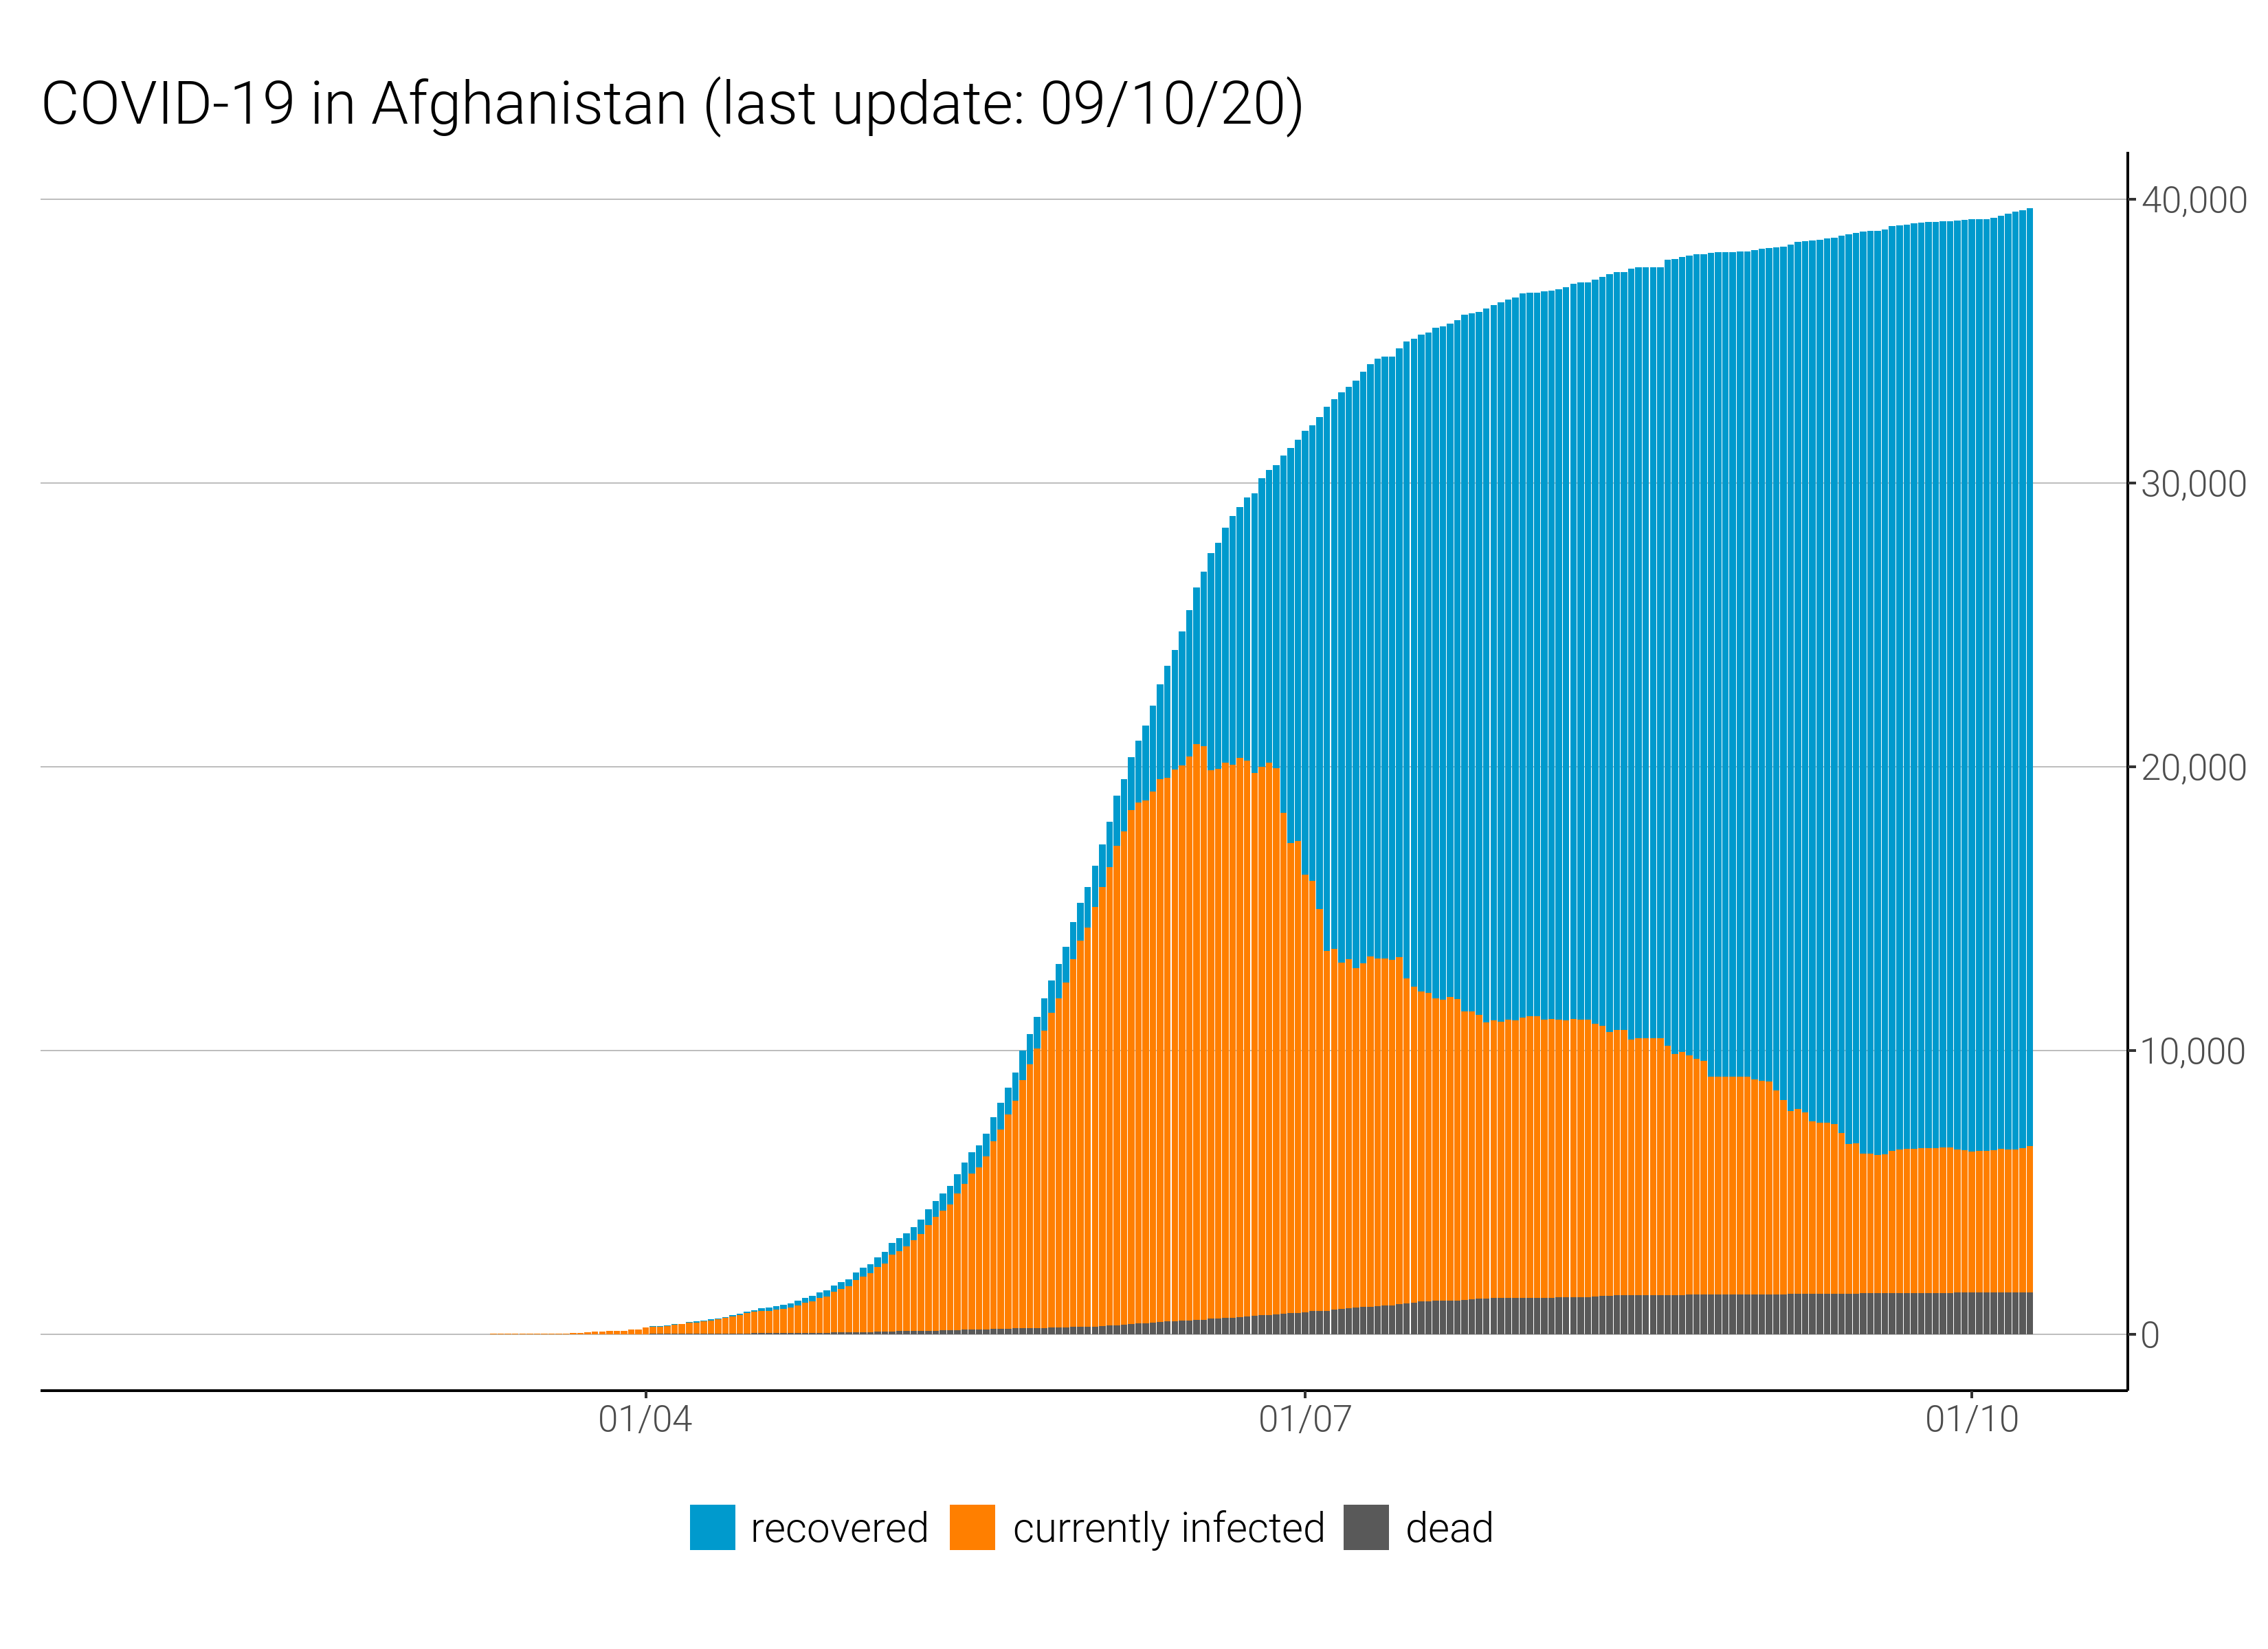 COVID-19 in Afghanistan (last update: 09/10/20)
40,000
30,000
20,000
10,000
0
01/04 01/07 01/10
recovered currently infected dead